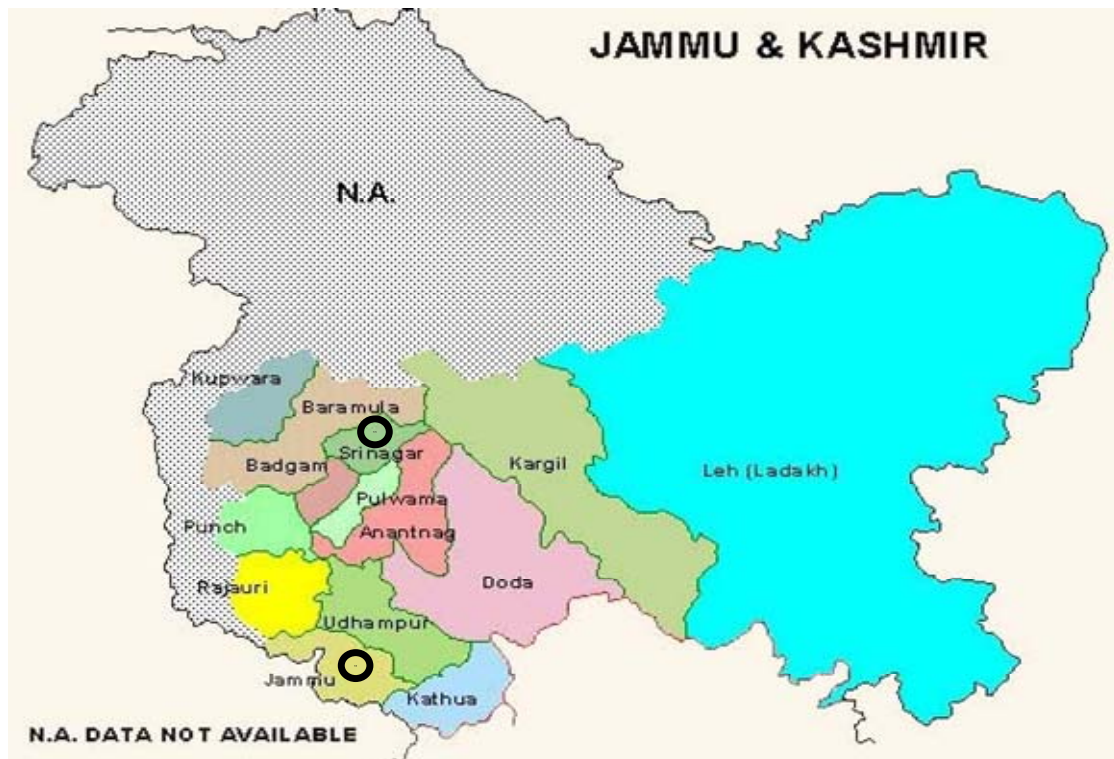 JAMMU & KASHMIR
N.A.
Kupwara
Baramula
Srinagar
Badgam
Kargil
Leh (Ladakh)
Pulwama
Punch
Anantnag
Doda
Rajauri
Udhampur
Jammu
Kathua
N.A. DATA NOT AVAILABLE